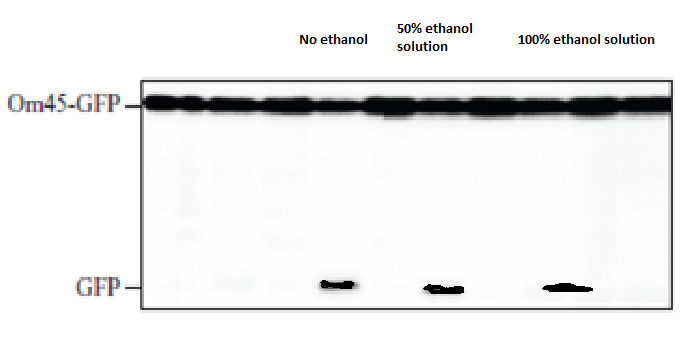 No ethanol
50% ethanol
solution
100% ethanol solution
Om45-GFP
GFP